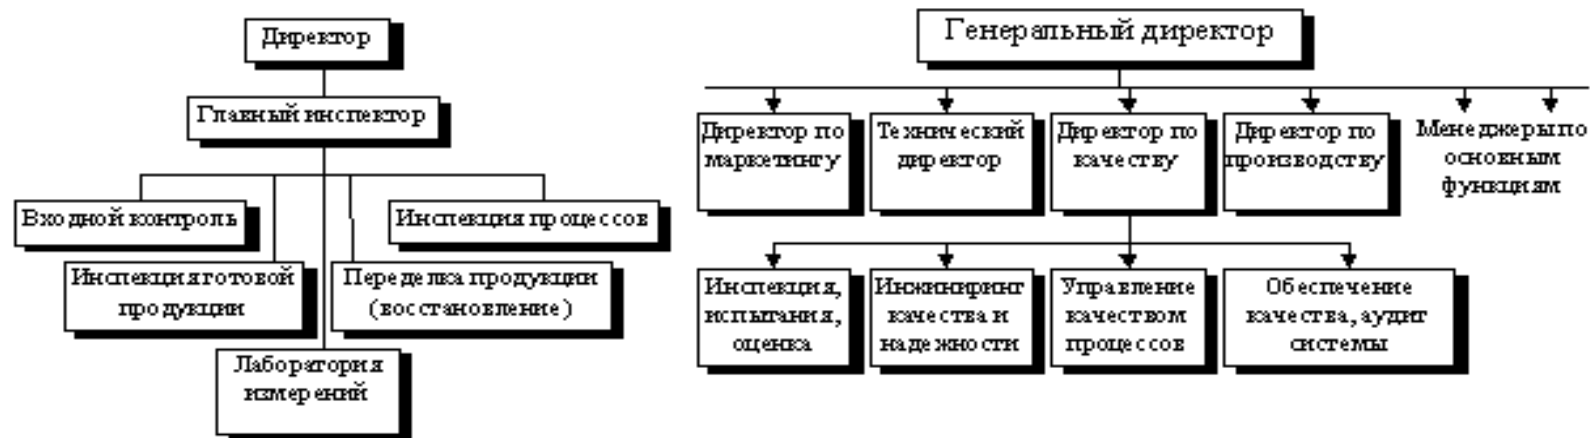 Директор
Главный инспектор
Входной контроль
Инспекция процессов
Инспекция готовой
продукции
Переделка продукции
(восстановление)
Лаборатория
измерений
Генеральный директор
Директор по
маркетингу
Технический
директор
Директор по
качеству
Директор по
производству
Менеджеры по
основным
функциям
Инспекция,
испытания,
оценка
Инжиниринг
качества и
надежности
Управление
качеством
процессов
Обеспечение
качества, аудит
системы